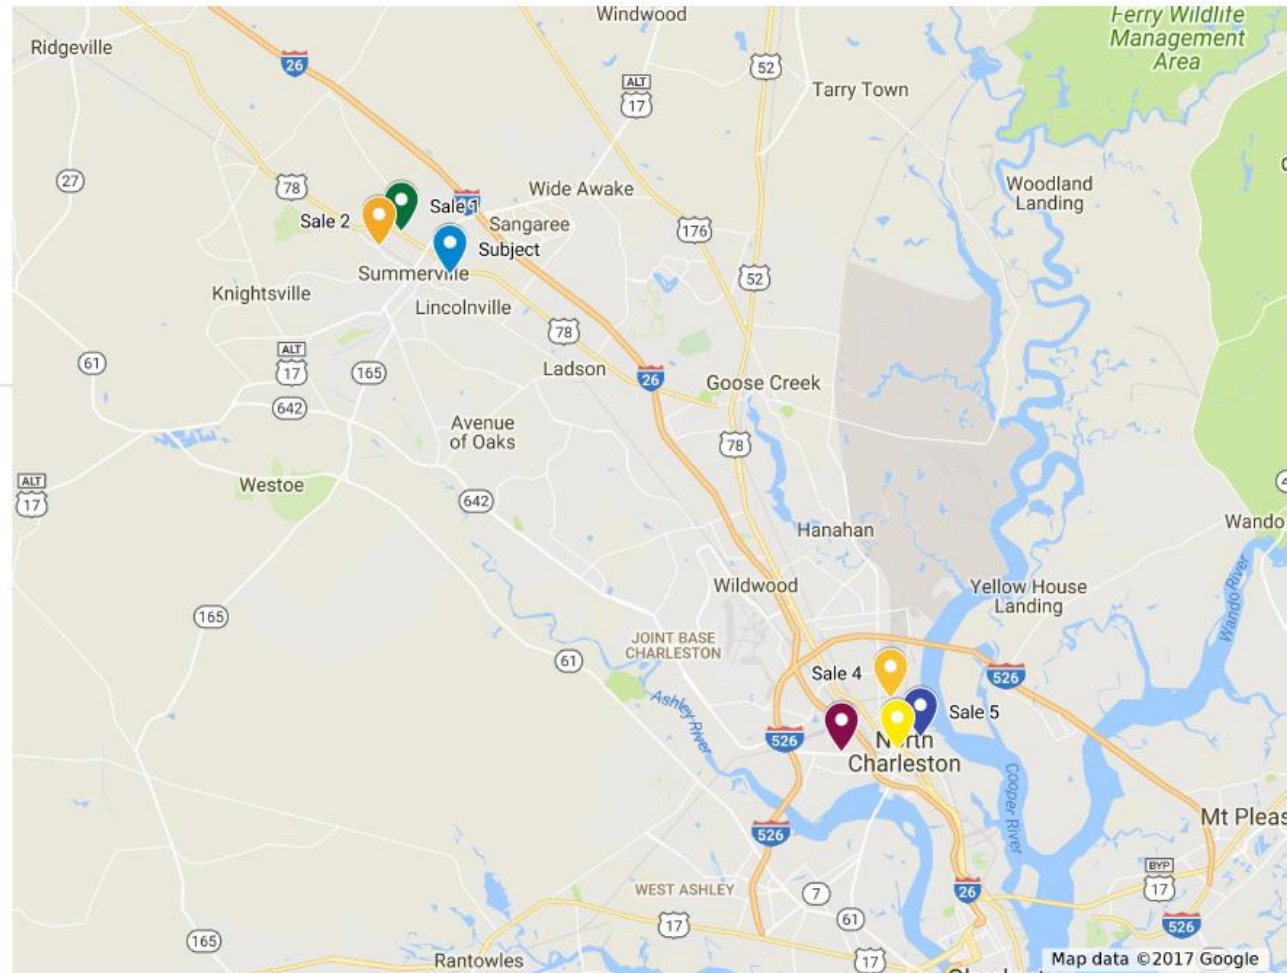 Windwood
Ferry Wildlife
Management
Area
Ridgeville
26
52
ALT
17
Tarry Town
27
78
Wide Awake
Woodland
Landing
Sale 1
Sale 2
Sangaree
176
Subject
Summerville
52
Knightsville
Lincolnville
78
ALT
17
61
165
Ladson
26
Goose Creek
642
Avenue
of Oaks
78
ALT
17
Westoe
642
Wando
Hanahan
Wildwood
Yellow House
Landing
Wando River
165
JOINT BASE
CHARLESTON
61
Sale 4
526
Ashley River
Sale 5
526
North
Charleston
Cooper River
Mt Pleas
526
BYP
17
WEST ASHLEY
7
26
61
17
526
165
Rantowles
17
Map data ©2017 Google